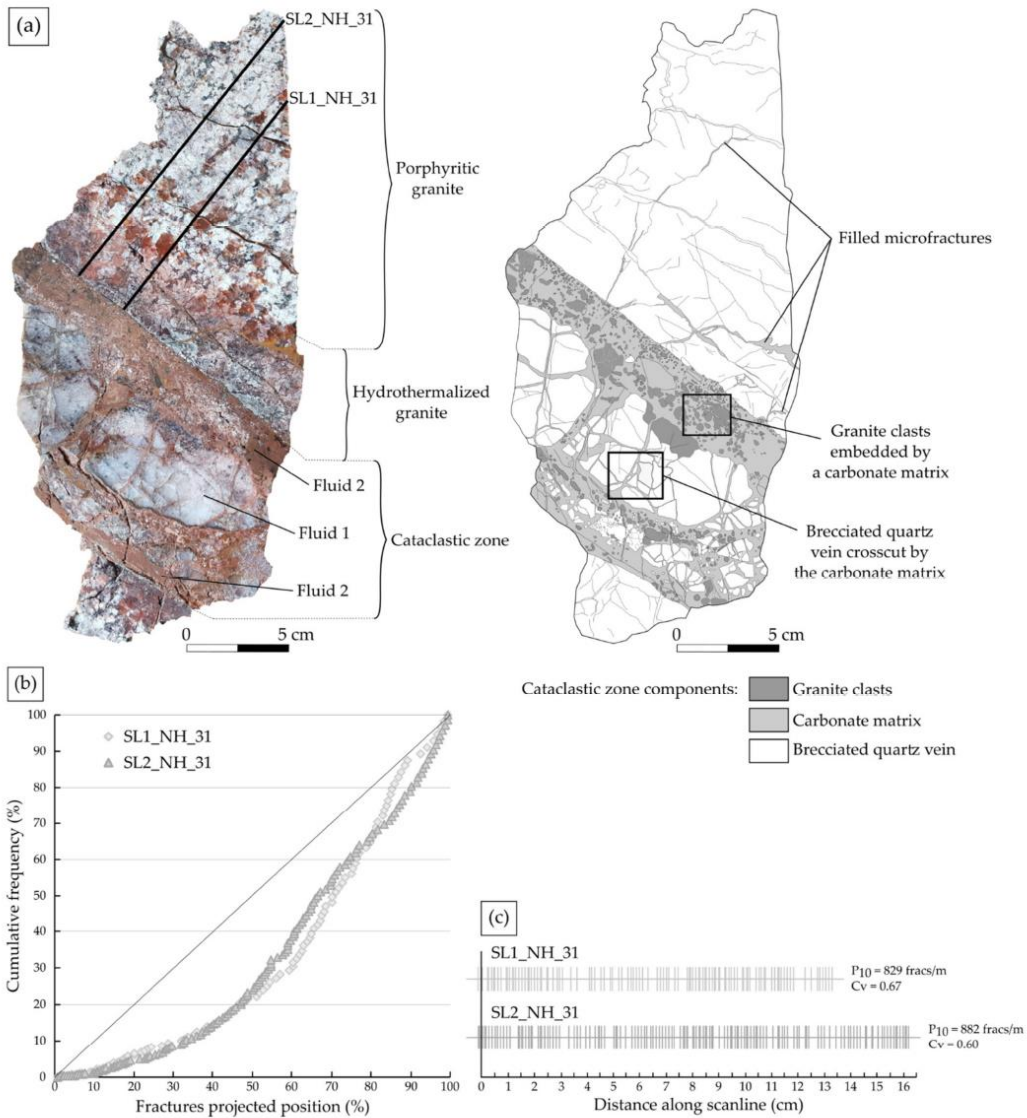 (a)
SL2_NH_31
SL1_NH_31
Porphyritic
granite
Hydrothermalized
granite
Fluid 2
Fluid 1
Cataclastic zone
Fluid 2
0
5 cm
Filled microfractures
Granite clasts
embedded by
a carbonate matrix
Brecciated quartz
vein crosscut by
the carbonate matrix
0
5 cm
Cataclastic zone components:
Granite clasts
Carbonate matrix
Brecciated quartz vein
(b)
SL1_NH_31
SL2_NH_31
Cumulative frequency (%)
100
90
80
70
60
50
40
30
20
10
0
0 10 20 30 40 50 60 70 80 90 100
Fractures projected position (%)
(c)
SL1_NH_31
P10 = 829 fracs/m
Cv = 0.67
SL2_NH_31
P10 = 882 fracs/m
Cv = 0.60
0 1 2 3 4 5 6 7 8 9 10 11 12 13 14 15 16
Distance along scanline (cm)